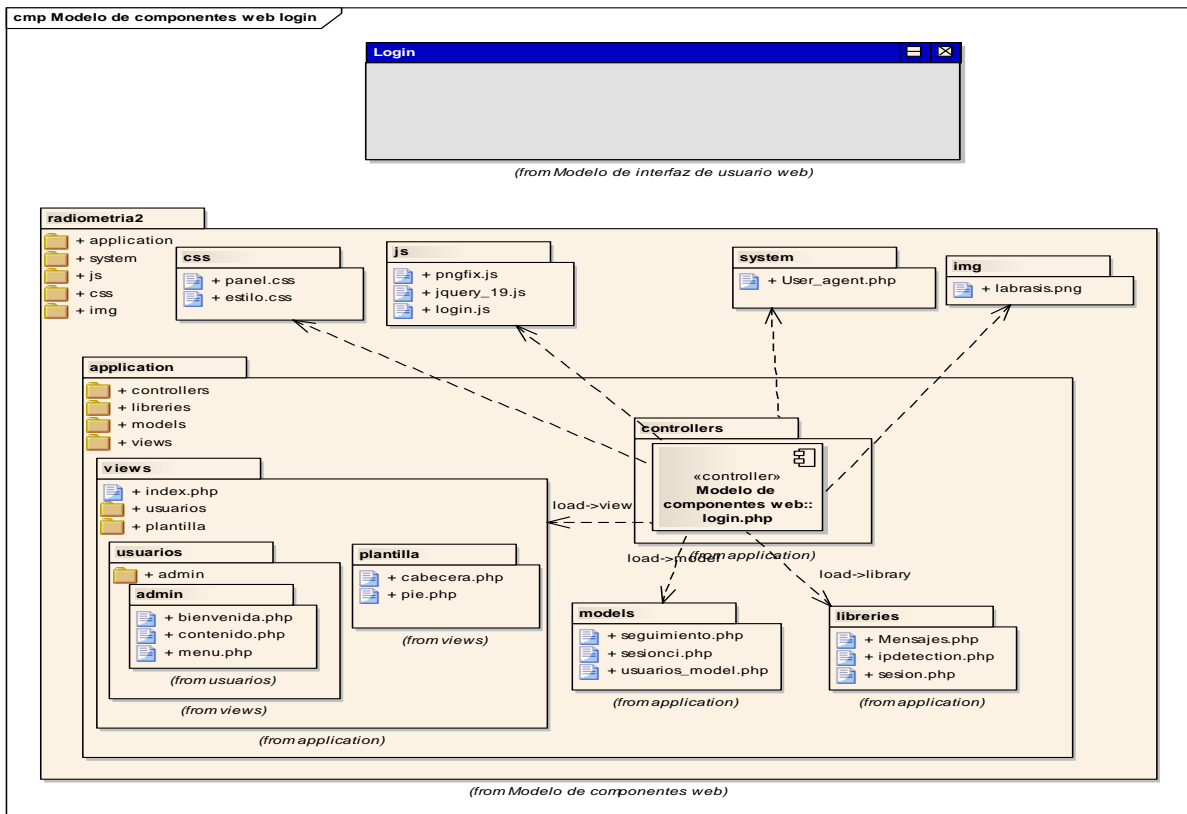 cmp Modelo de componentes web login
Login
(from Modelo de interfaz de usuario web)
radiometria2
+ application
+ system
+ js
+ css
+ img
css
+ panel.css
+ estilo.css
js
+ pngfix.js
+ jquery_19.js
+ login.js
system
+ User_agent.php
img
+ labrasis.png
application
+ controllers
+ libreries
+ models
+ views
controllers
«controller»
Modelo de
componentes web::
login.php
(from application)
views
+ index.php
+ usuarios
+ plantilla
load->view
load->model
load->library
usuarios
+ admin
admin
+ bienvenida.php
+ contenido.php
+ menu.php
(from usuarios)
(from views)
plantilla
+ cabecera.php
+ pie.php
(from views)
(from application)
models
+ seguimiento.php
+ sesionci.php
+ usuarios_model.php
(from application)
libreries
+ Mensajes.php
+ ipdetection.php
+ sesion.php
(from application)
(from Modelo de componentes web)